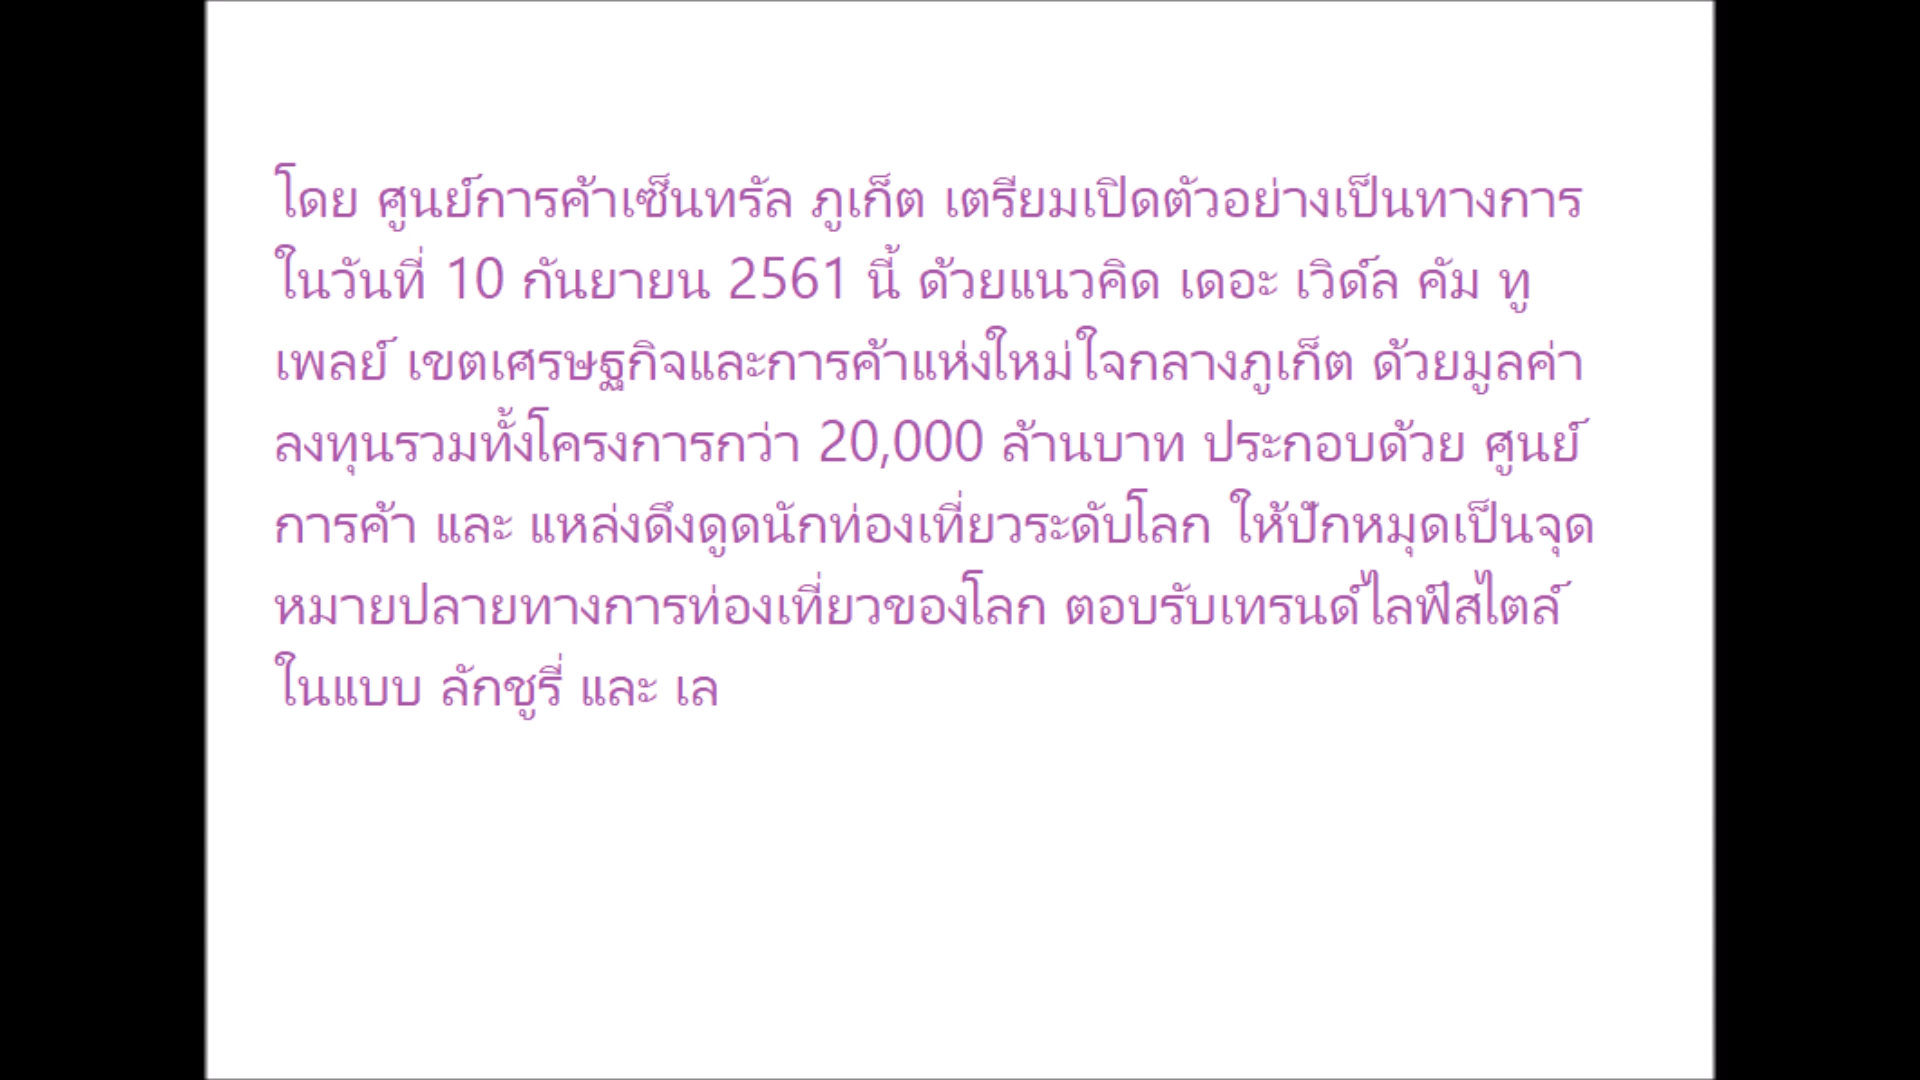 โดย ศูนย์การค้าเซ็นทรัล ภูเก็ต เตรียมเปิดตัวอย่างเป็นทางการ
ในวันที่ 10 กันยายน 2561 นี้ ด้วยแนวคิด เดอะ เวิด์ล คัม ทู
เพลย์ เขตเศรษฐกิจและการค้าแห่งใหม่ใจกลางภูเก็ต ด้วยมูลค่า
ลงทุนรวมทั้งโครงการกว่า 20,000 ล้านบาท ประกอบด้วย ศูนย์
การค้า และ แหล่งดึงดูดนักท่องเที่ยวระดับโลก ให้ปักหมุดเป็นจุด
หมายปลายทางการท่องเที่ยวของโลก ตอบรับเทรนด์ไลฟ์สไตล์
ในแบบ ลักชูรี่ และ เล